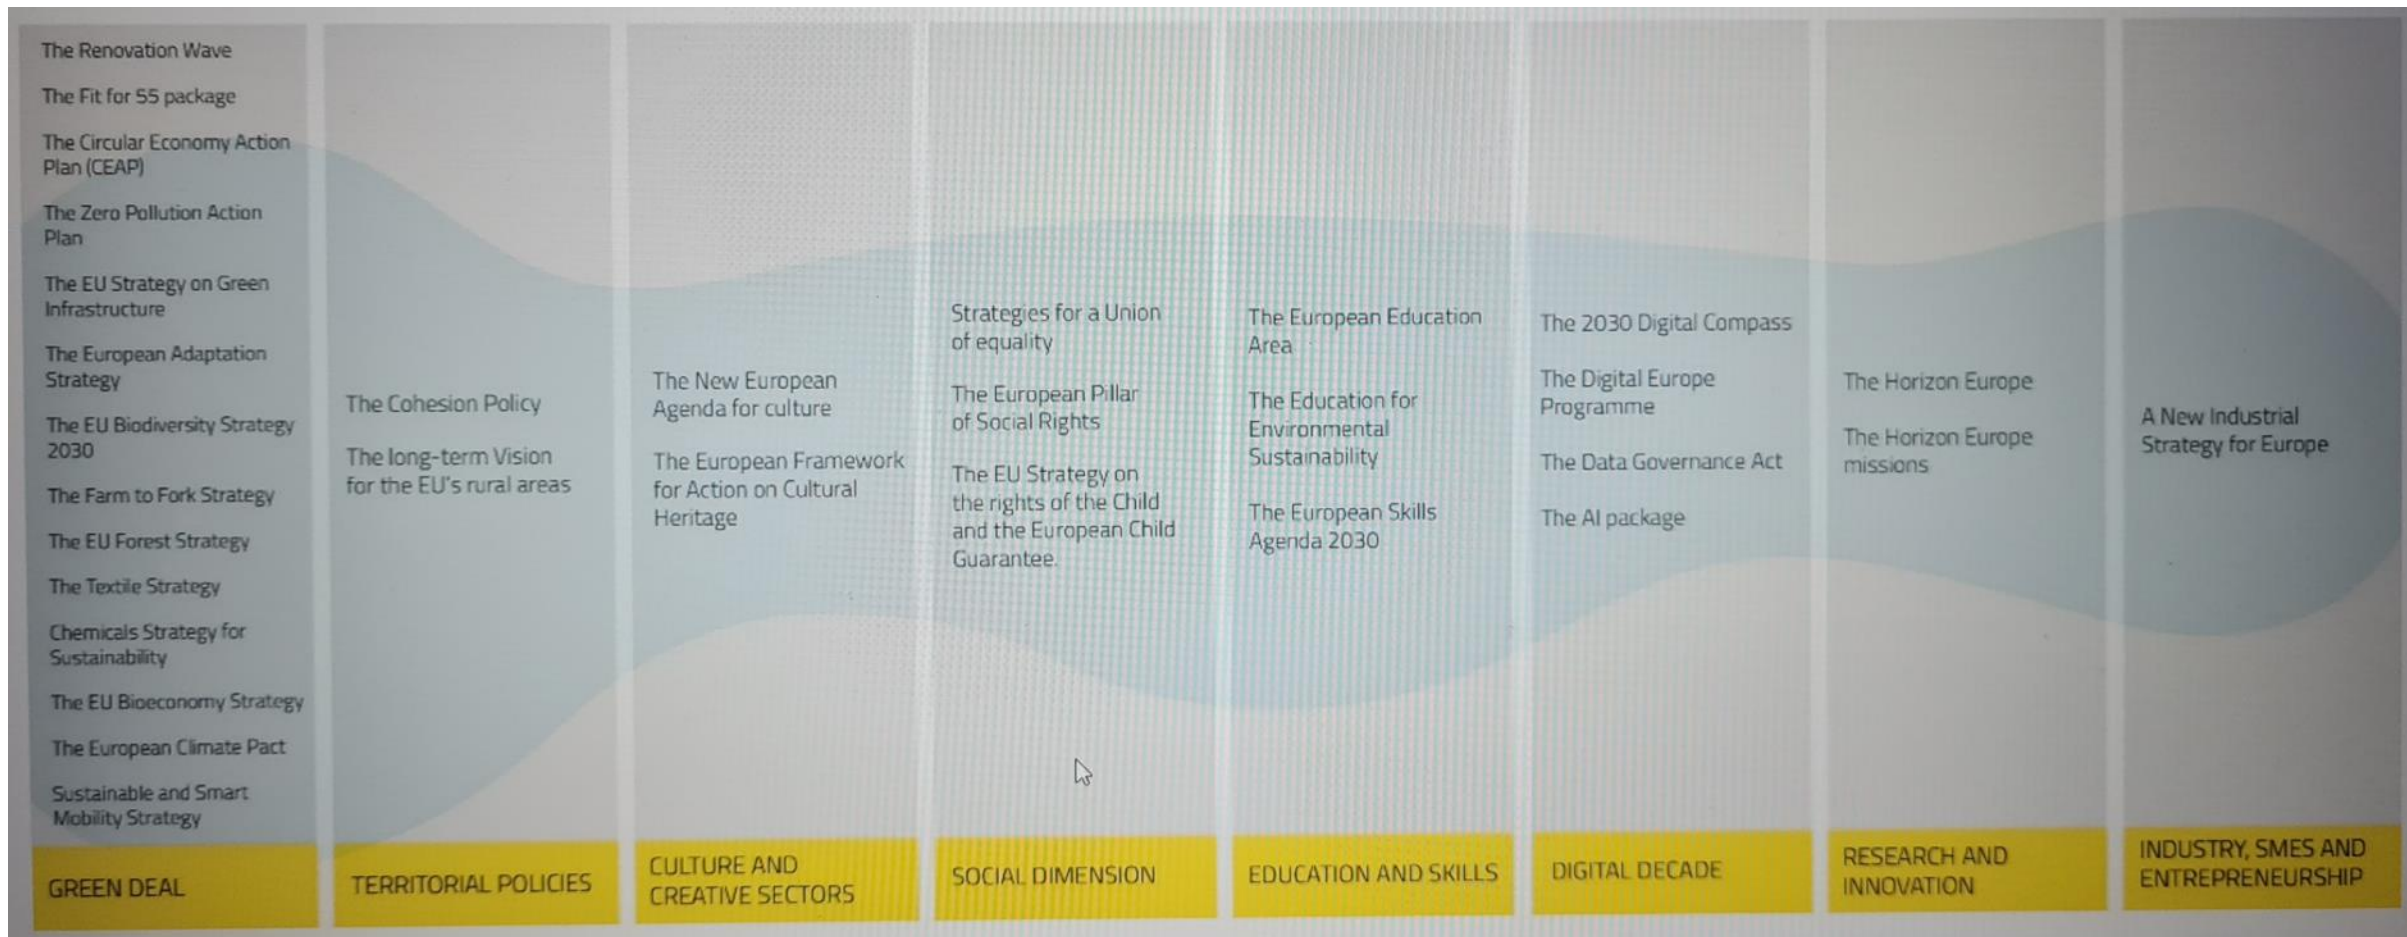 The Renovation Wave
The Fit for 55 package
The Circular Economy Action
Plan (CEAP)
The Zero Pollution Action
Plan
The EU Strategy on Green
Infrastructure
The European Adaptation
Strategy
The EU Biodiversity Strategy
2030
The Farm to Fork Strategy
The EU Forest Strategy
The Textile Strategy
Chemicals Strategy for
Sustainability
The EU Bioeconomy Strategy
The European Climate Pact
Sustainable and Smart
Mobility Strategy
GREEN DEAL
The Cohesion Policy
The long-term Vision
for the EU's rural areas
TERRITORIAL POLICIES
The New European
Agenda for culture
The European Framework
for Action on Cultural
Heritage
CULTURE AND
CREATIVE SECTORS
Strategies for a Union
of equality
The European Pillar
of Social Rights
The EU Strategy on
the rights of the Child
and the European Child
Guarantee.
SOCIAL DIMENSION
The European Education
Area
The Education for
Environmental
Sustainability
The European Skills
Agenda 2030
EDUCATION AND SKILLS
The 2030 Digital Compass
The Digital Europe
Programme
The Data Governance Act
The AI package
DIGITAL DECADE
The Horizon Europe
The Horizon Europe
missions
RESEARCH AND
INNOVATION
A New Industrial
Strategy for Europe
INDUSTRY, SMES AND
ENTREPRENEURSHIP